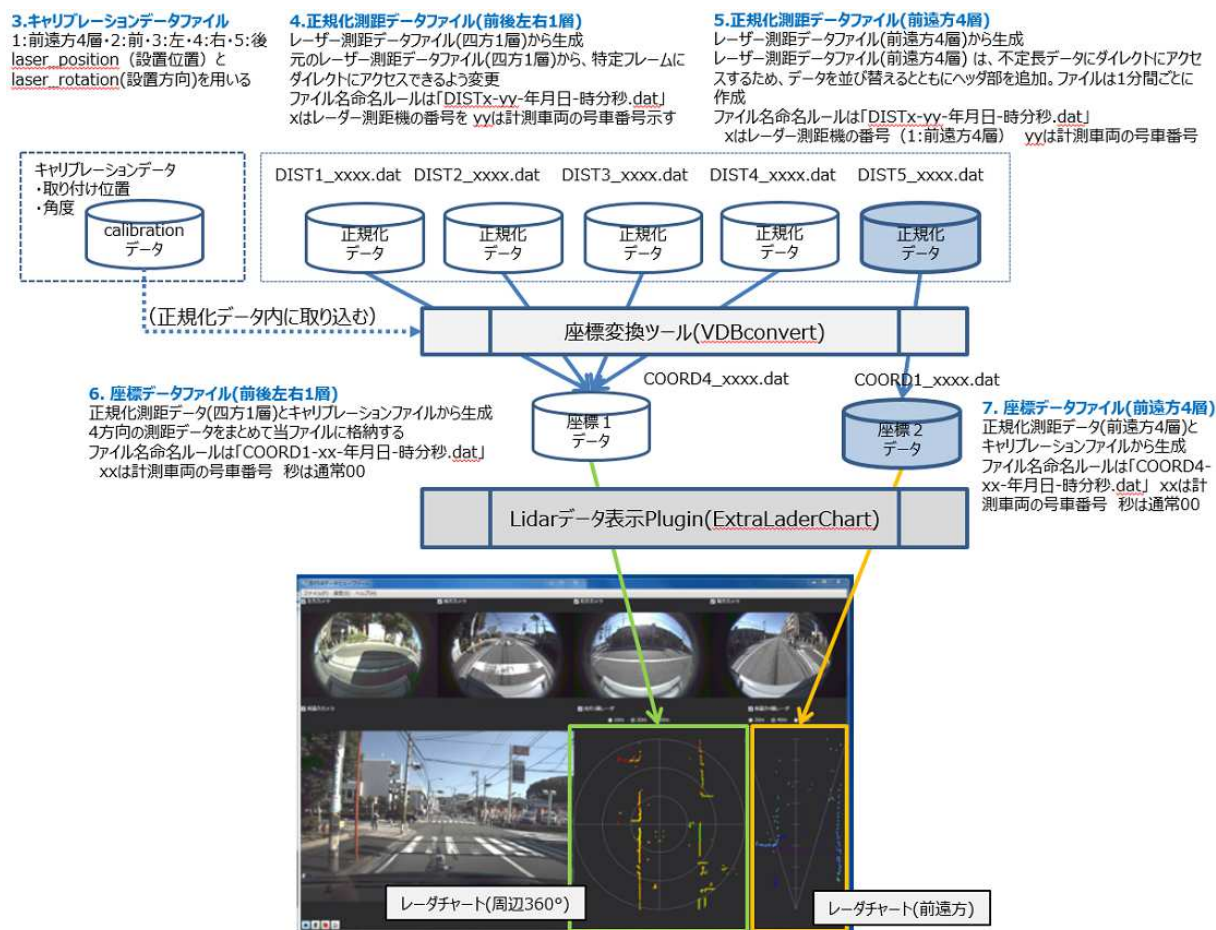 3.キャリブレーションデータファイル
1:前遠方4層・2:前・3:左・4:右・5:後
laser_position（設置位置）と
laser_rotation(設置方向)を用いる
4.正規化測距データファイル(前後左右1層)
レーザー測距データファイル(四方1層)から生成
元のレーザー測距データファイル(四方1層)から、特定フレームに
ダイレクトにアクセスできるよう変更
ファイル名命名ルールは「DISTx-yy-年月日-時分秒.dat」
xはレーダー測距機の番号を yyは計測車両の号車番号示す
5.正規化測距データファイル(前遠方4層)
レーザー測距データファイル(前遠方4層)から生成
レーザー測距データファイル(前遠方4層) は、不定長データにダイレクトにアクセ
スするため、データを並び替えるとともにヘッダ部を追加。ファイルは1分間ごとに
作成
ファイル名命名ルールは「DISTx-yy-年月日-時分秒.dat」
xはレーダー測距機の番号（1:前遠方4層） yyは計測車両の号車番号
キャリブレーションデータ
・取り付け位置
・角度
calibration
データ
DIST1_xxxx.dat DIST2_xxxx.dat DIST3_xxxx.dat DIST4_xxxx.dat DIST5_xxxx.dat
正規化
データ
正規化
データ
正規化
データ
正規化
データ
正規化
データ
（正規化データ内に取り込む）
座標変換ツール(VDBconvert)
COORD4_xxxx.dat
COORD1_xxxx.dat
6. 座標データファイル(前後左右1層)
正規化測距データ(四方1層)とキャリブレーションファイルから生成
4方向の測距データをまとめて当ファイルに格納する
ファイル名命名ルールは「COORD1-xx-年月日-時分秒.dat」
xxは計測車両の号車番号 秒は通常00
座標1
データ
座標2
データ
7. 座標データファイル(前遠方4層)
正規化測距データ(前遠方4層)と
キャリブレーションファイルから生成
ファイル名命名ルールは「COORD4-
xx-年月日-時分秒.dat」 xxは計
測車両の号車番号 秒は通常00
Lidarデータ表示Plugin(ExtraLaderChart)
レーダチャート(周辺360°)
レーダチャート(前遠方)